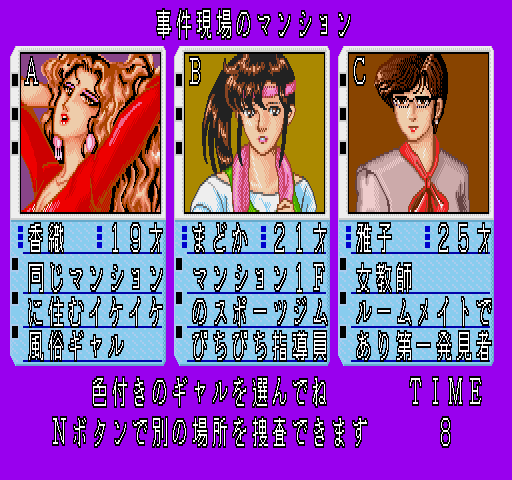 事件現場のマンション
A
香織 19才
同じマンション
に住むイケイケ
風俗ギャル
B
まどか 21才
マンション1F
のスポーツジム
ぴちぴち指導員
C
雅子 25才
女教師
ルームメイトで
あり第一発見者
色付きのギャルを選んでね TIME
Nボタンで別の場所を捜査できます 8